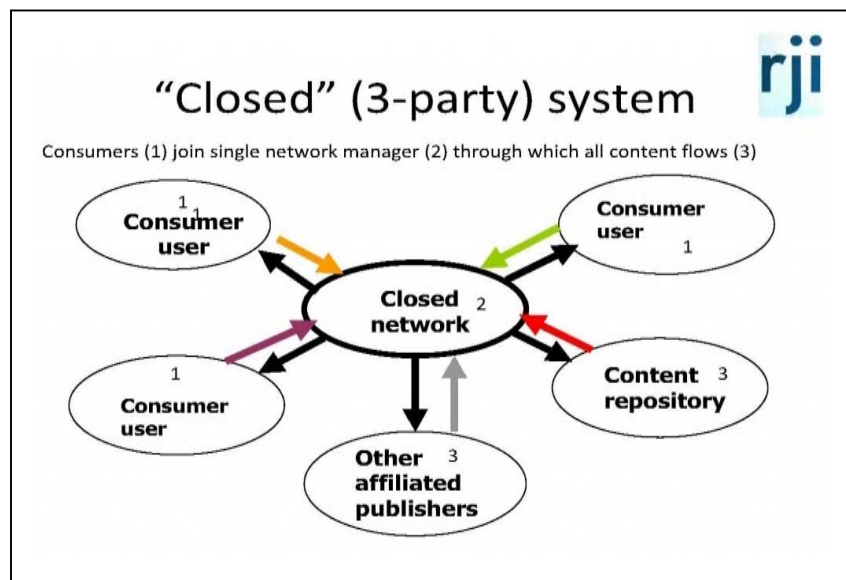 rji
“Closed” (3-party) system
Consumers (1) join single network manager (2) through which all content flows (3)
1
1
Consumer
user
Consumer
user
1
Closed
network 2
1
Consumer
user
Content 3
repository
Other 3
affiliated
publishers